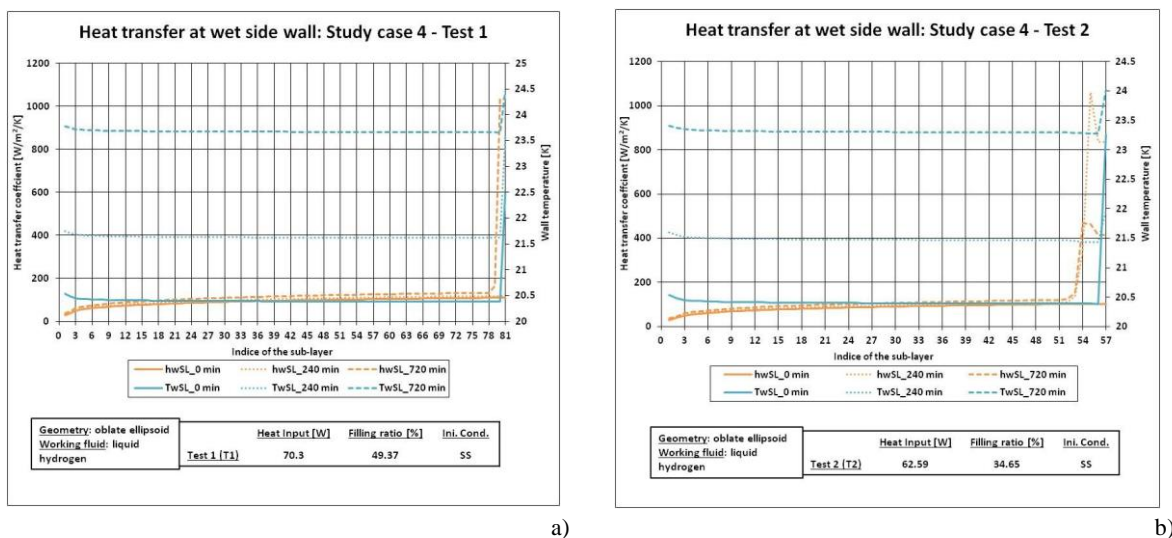 Heat transfer at wet side wall: Study case 4 - Test 1
1200
1000
800
600
400
200
0
Heat transfer coeffcient [W/m²/K]
25
24.5
24
23.5
23
22.5
22
21.5
21
20.5
20
Wall temperature [K]
0 3 6 9 12 15 18 21 24 27 30 33 36 39 42 45 48 51 54 57 60 63 66 69 72 75 78 81
Indice of the sub-layer
hwSL_0 min hwSL_240 min hwSL_720 min
TwSL_0 min TwSL_240 min TwSL_720 min
Geometry: oblate ellipsoid
Working fluid: liquid
hydrogen
Heat Input [W] Filling ratio [%] Ini. Cond.
Test 1 (T1) 70.3 49.37 SS
a)
Heat transfer at wet side wall: Study case 4 - Test 2
1200
1000
800
600
400
200
0
Heat transfer coeffcient [W/m²/K]
24.5
24
23.5
23
22.5
22
21.5
21
20.5
20
Wall temperature [K]
0 3 6 9 12 15 18 21 24 27 30 33 36 39 42 45 48 51 54 57
Indice of the sub-layer
hwSL_0 min hwSL_240 min hwSL_720 min
TwSL_0 min TwSL_240 min TwSL_720 min
Geometry: oblate ellipsoid
Working fluid: liquid
hydrogen
Heat Input [W] Filling ratio [%] Ini. Cond.
Test 2 (T2) 62.59 34.65 SS
b)